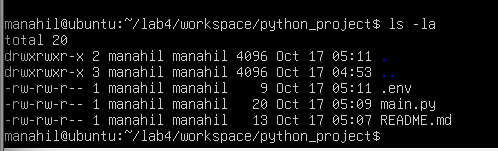 manahil@ubuntu:~/lab4/workspace/python_project$ ls -la
total 20
drwxrwxr-x 2 manahil manahil 4096 Oct 17 05:11 .
drwxrwxr-x 3 manahil manahil 4096 Oct 17 04:53 ..
-rw-rw-r-- 1 manahil manahil    9 Oct 17 05:11 .env
-rw-rw-r-- 1 manahil manahil   20 Oct 17 05:09 main.py
-rw-rw-r-- 1 manahil manahil   13 Oct 17 05:07 README.md
manahil@ubuntu:~/lab4/workspace/python_project$